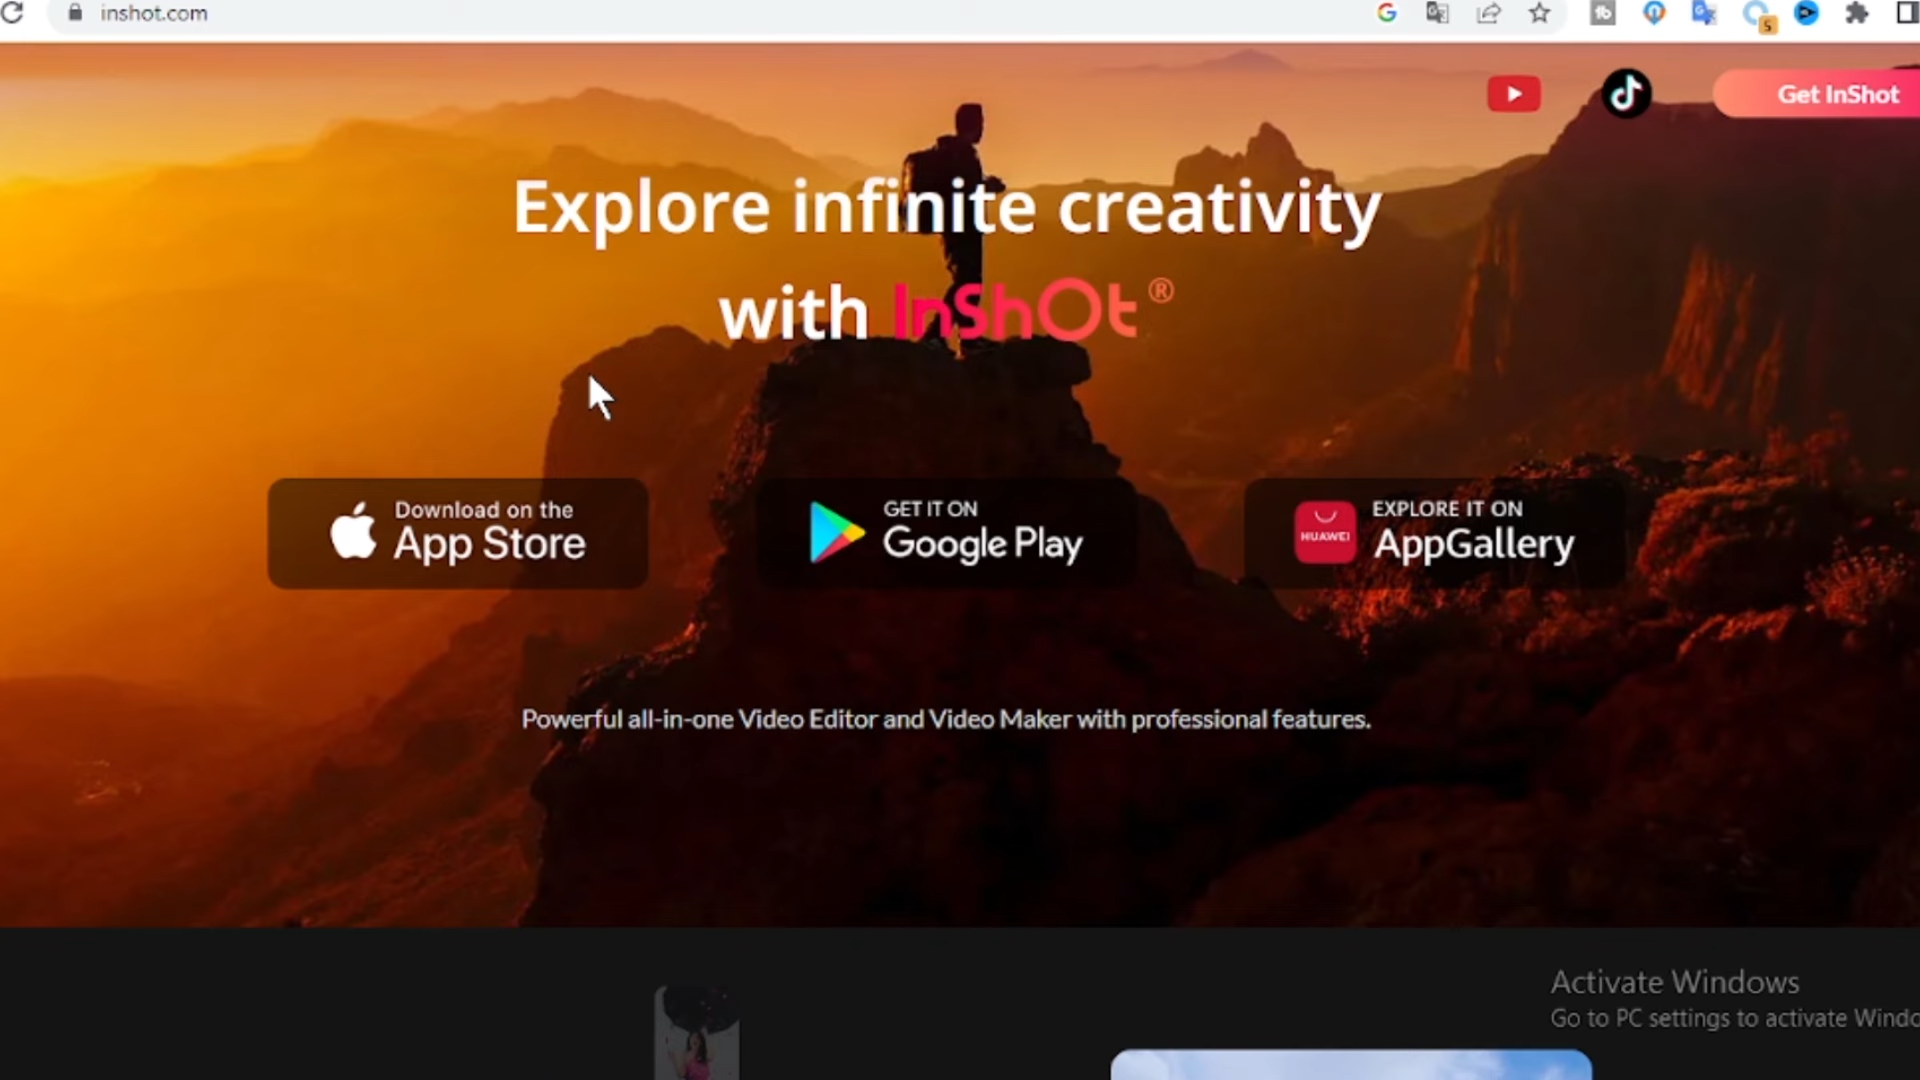 inshot.com
5
Get InShot
Explore infinite creativity
with InShOt®
Download on the
App Store
GET IT ON
Google Play
HUAWEI
EXPLORE IT ON
AppGallery
Powerful all-in-one Video Editor and Video Maker with professional features.
Activate Windows
Go to PC settings to activate Windo